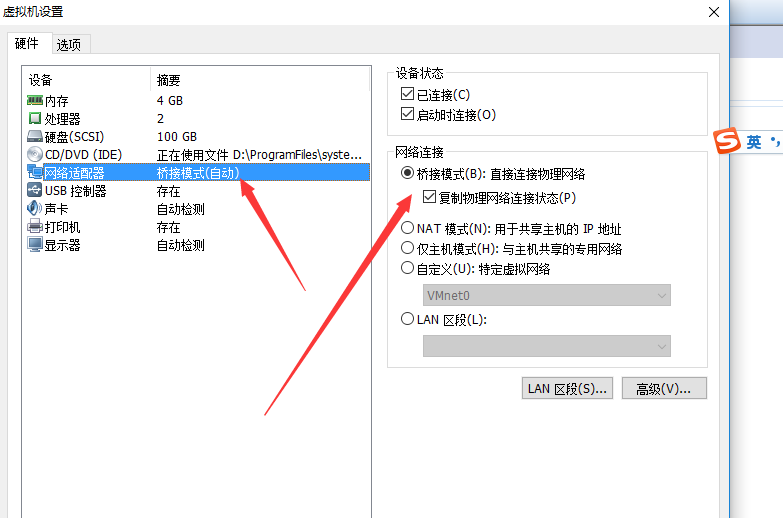 虚拟机设置
硬件 选项
设备 摘要
内存 4 GB
处理器 2
硬盘(SCSI) 100 GB
CD/DVD (IDE) 正在使用文件 D:\ProgramFiles\syste...
网络适配器 桥接模式(自动)
USB 控制器 存在
声卡 自动检测
打印机 存在
显示器 自动检测
设备状态
已连接(C)
启动时连接(O)
网络连接
桥接模式(B): 直接连接物理网络
复制物理网络连接状态(P)
NAT 模式(N): 用于共享主机的 IP 地址
仅主机模式(H): 与主机共享的专用网络
自定义(U): 特定虚拟网络
VMnet0
LAN 区段(L):
LAN 区段(S)... 高级(V)...
S 英